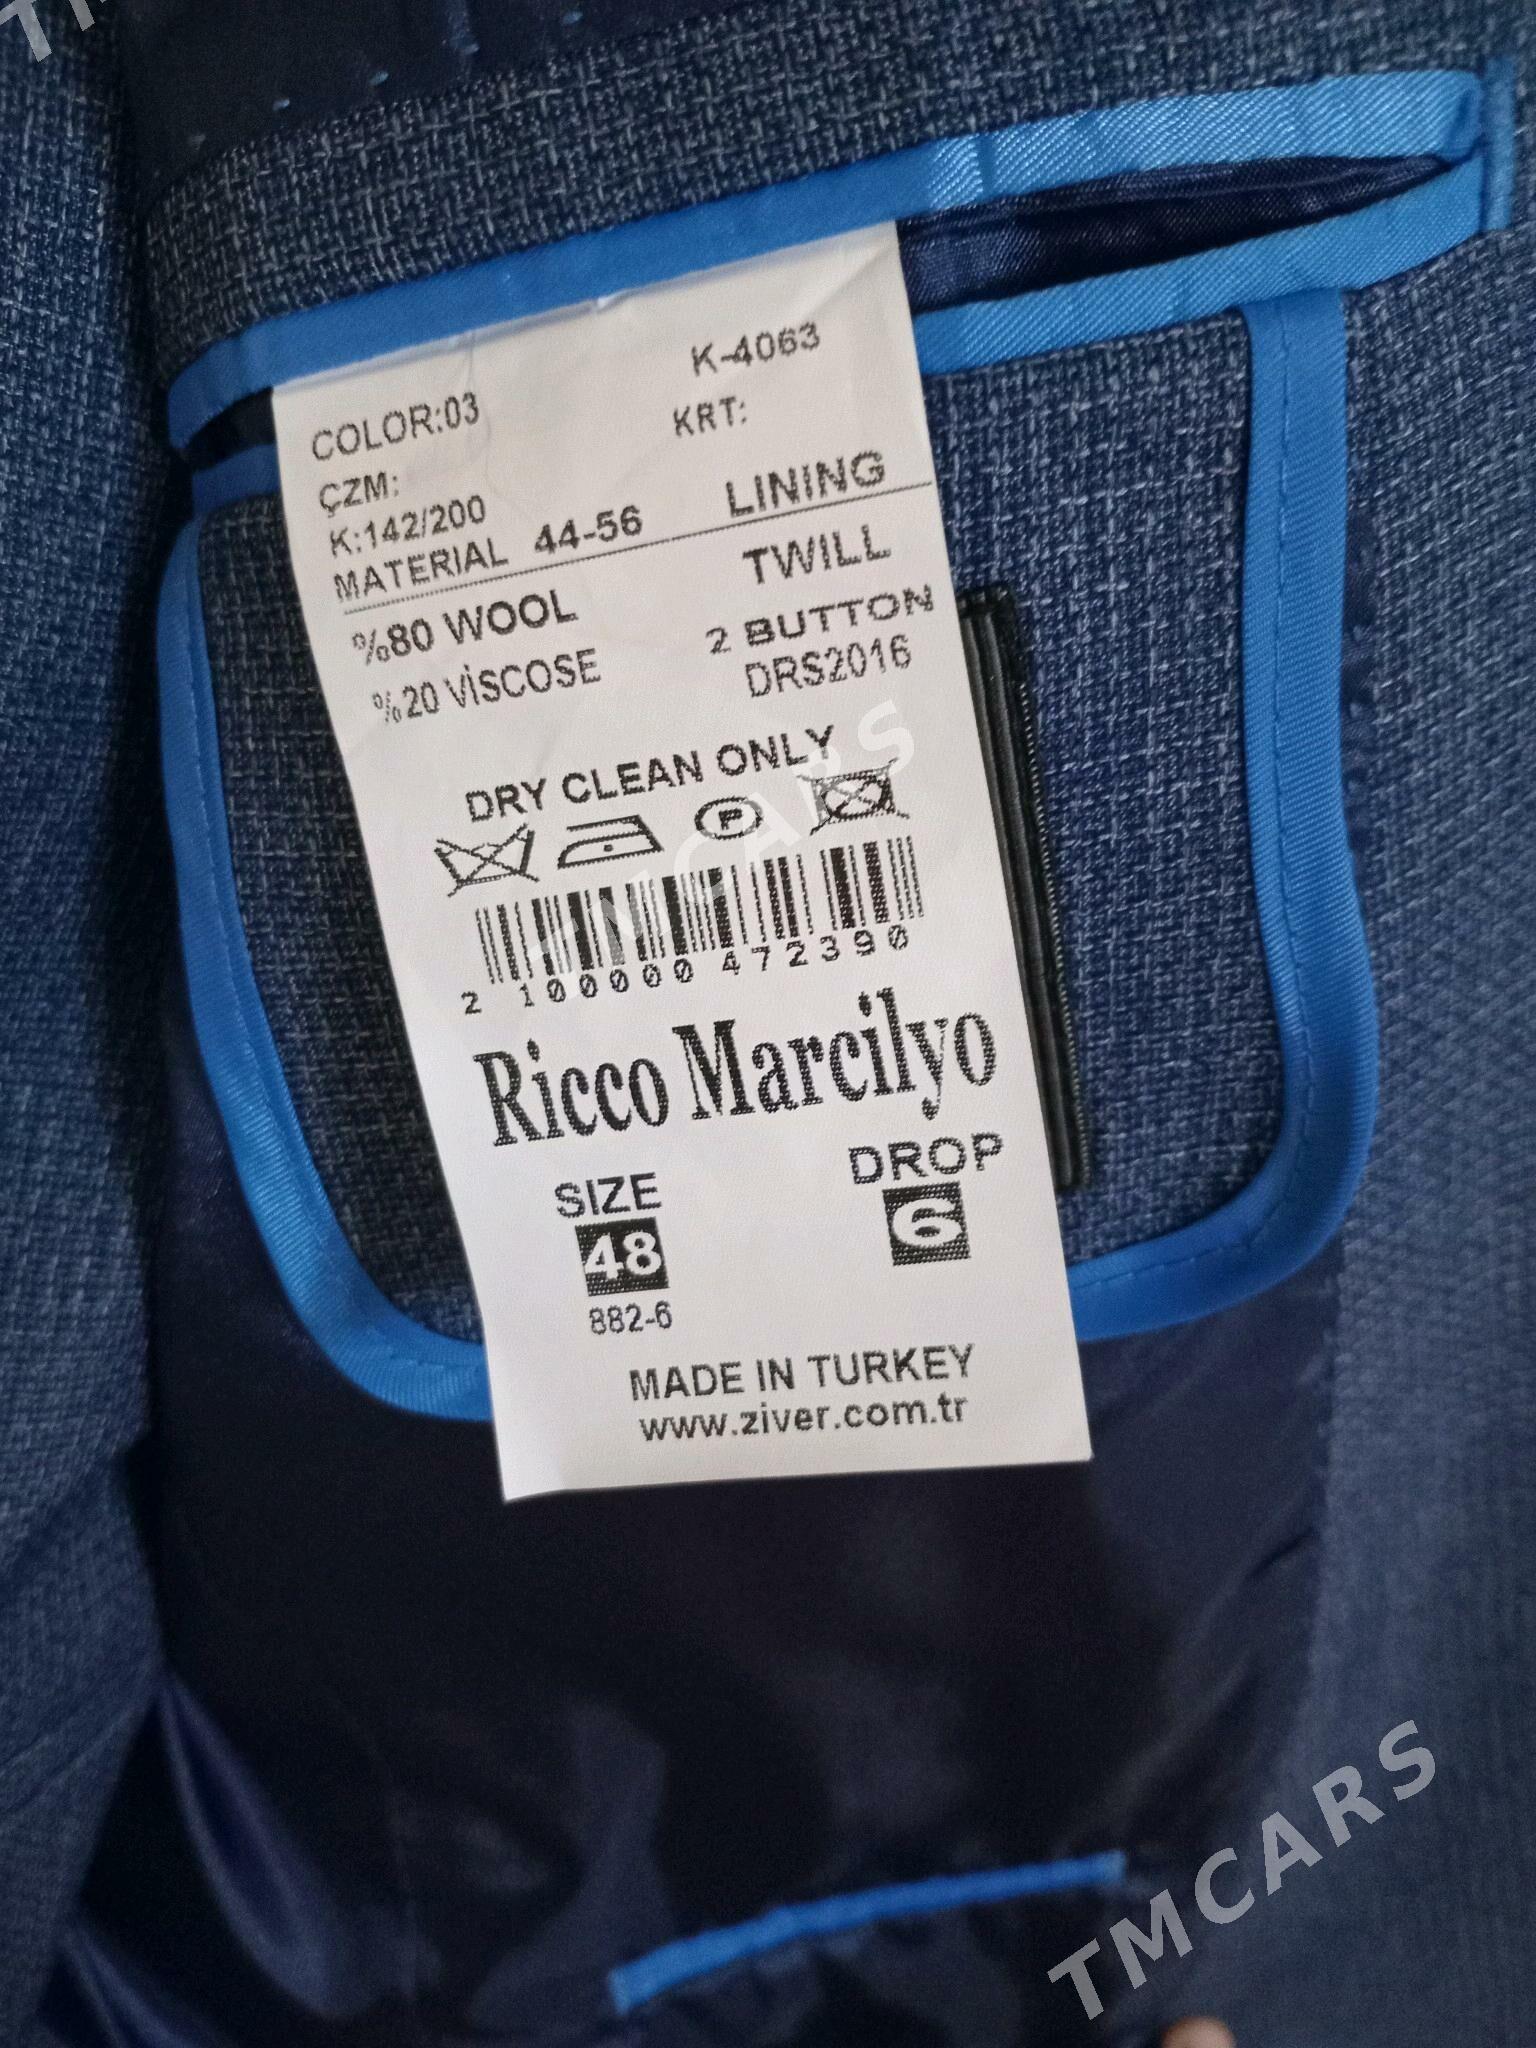 COLOR:03
K-4063
ÇZM:
KRT:
K:142/200
MATERIAL 44-56 LINING
%80 WOOL
TWILL
%20 VİSCOSE
2 BUTTON
DRS2016
DRY CLEAN ONLY
P
2 100000 472390
Ricco Marcilyo
SIZE
DROP
48
6
882-6
MADE IN TURKEY
www.ziver.com.tr
TMCARS
TMCARS